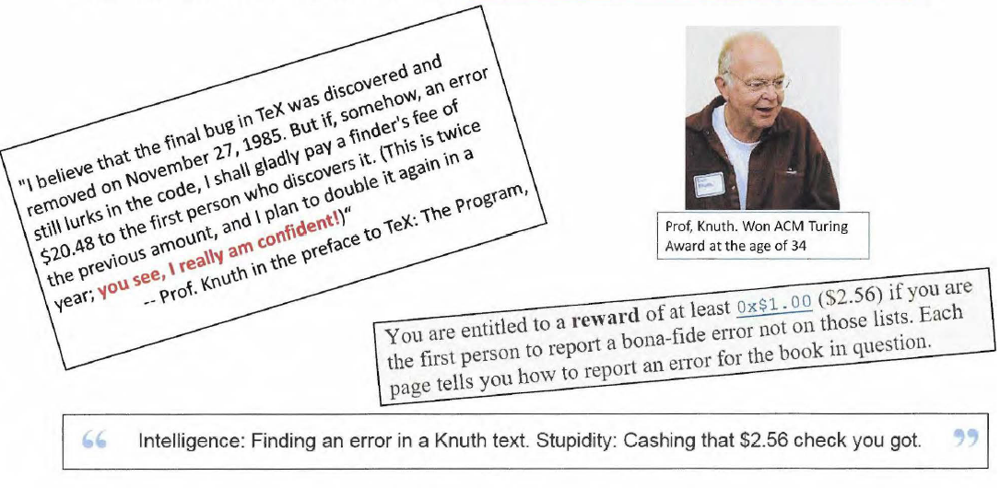 "I believe that the final bug in TeX was discovered and
removed on November 27, 1985. But if, somehow, an error
still lurks in the code, I shall gladly pay a finder's fee of
$20.48 to the first person who discovers it. (This is twice
the previous amount, and I plan to double it again in a
year; you see, I really am confident!)“
-- Prof. Knuth in the preface to TeX: The Program,
Prof, Knuth. Won ACM Turing
Award at the age of 34
You are entitled to a reward of at least 0x$1.00 ($2.56) if you are
the first person to report a bona-fide error not on those lists. Each
page tells you how to report an error for the book in question.
“ Intelligence: Finding an error in a Knuth text. Stupidity: Cashing that $2.56 check you got. ”